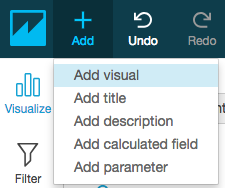 Add
Undo
Redo
Add visual
Add title
Add description
Add calculated field
Add parameter
Visualize
Filter